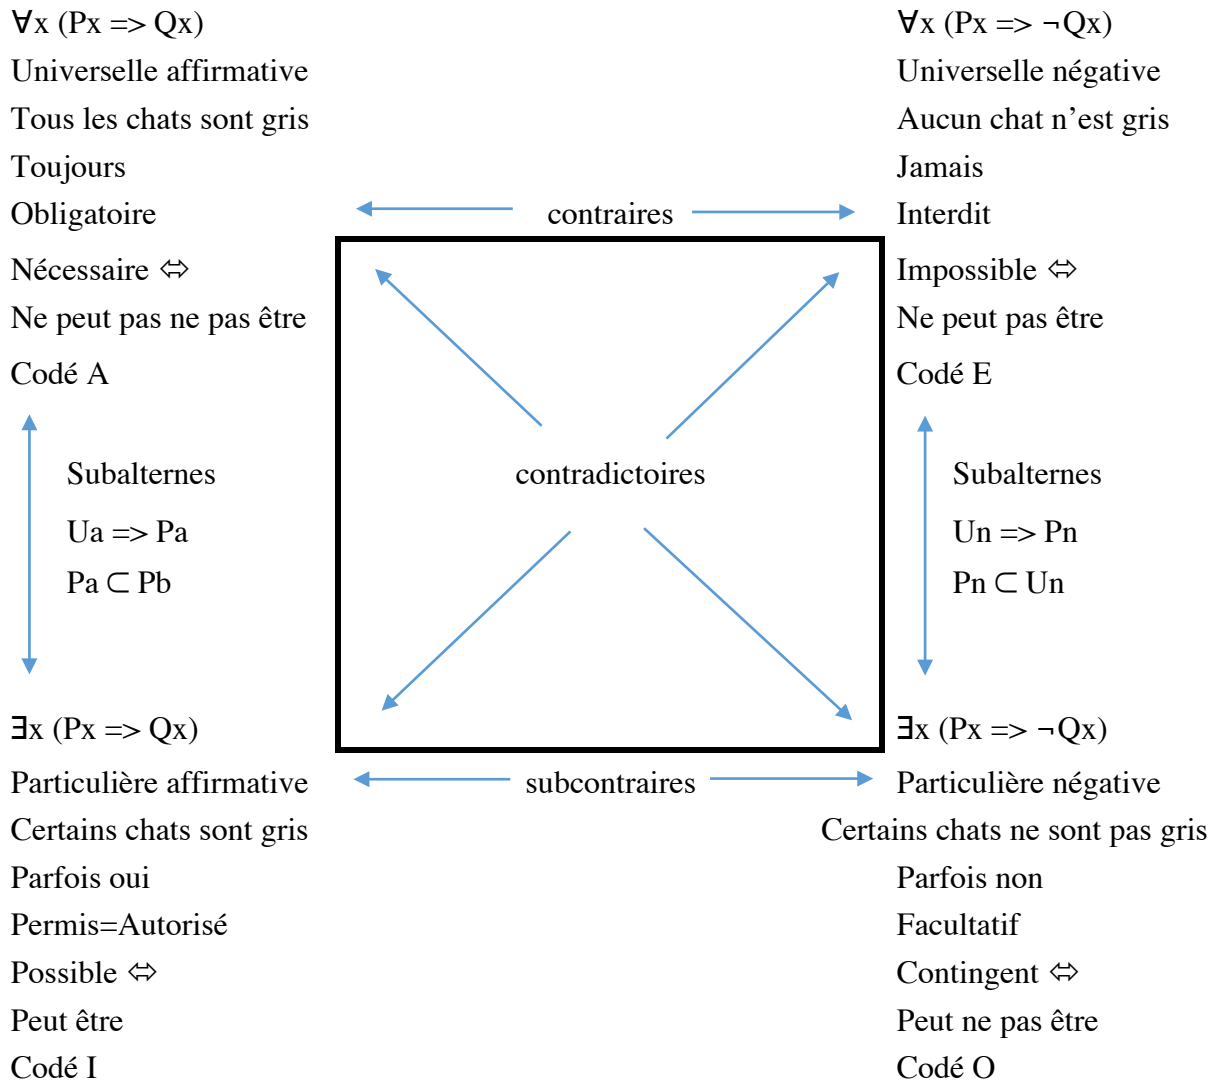 ∀x (Px => Qx)
Universelle affirmative
Tous les chats sont gris
Toujours
Obligatoire
Nécessaire ⬄
Ne peut pas ne pas être
Codé A
∀x (Px => ¬Qx)
Universelle négative
Aucun chat n’est gris
Jamais
Interdit
Impossible ⬄
Ne peut pas être
Codé E
contraires
Subalternes
Ua => Pa
Pa ⊂ Pb
contradictoires
Subalternes
Un => Pn
Pn ⊂ Un
subcontraires
∃x (Px => Qx)
Particulière affirmative
Certains chats sont gris
Parfois oui
Permis=Autorisé
Possible ⬄
Peut être
Codé I
∃x (Px => ¬Qx)
Particulière négative
Certains chats ne sont pas gris
Parfois non
Facultatif
Contingent ⬄
Peut ne pas être
Codé O